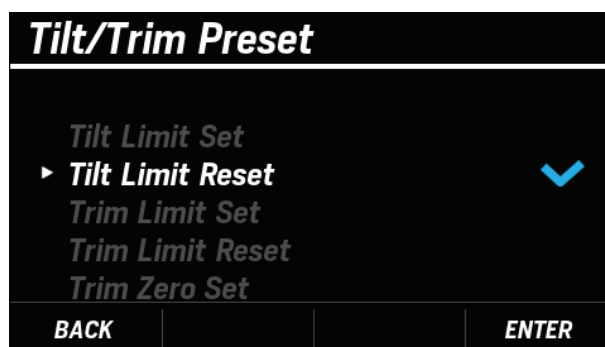 Tilt/Trim Preset
Tilt Limit Set
Tilt Limit Reset
Trim Limit Set
Trim Limit Reset
Trim Zero Set
BACK ENTER